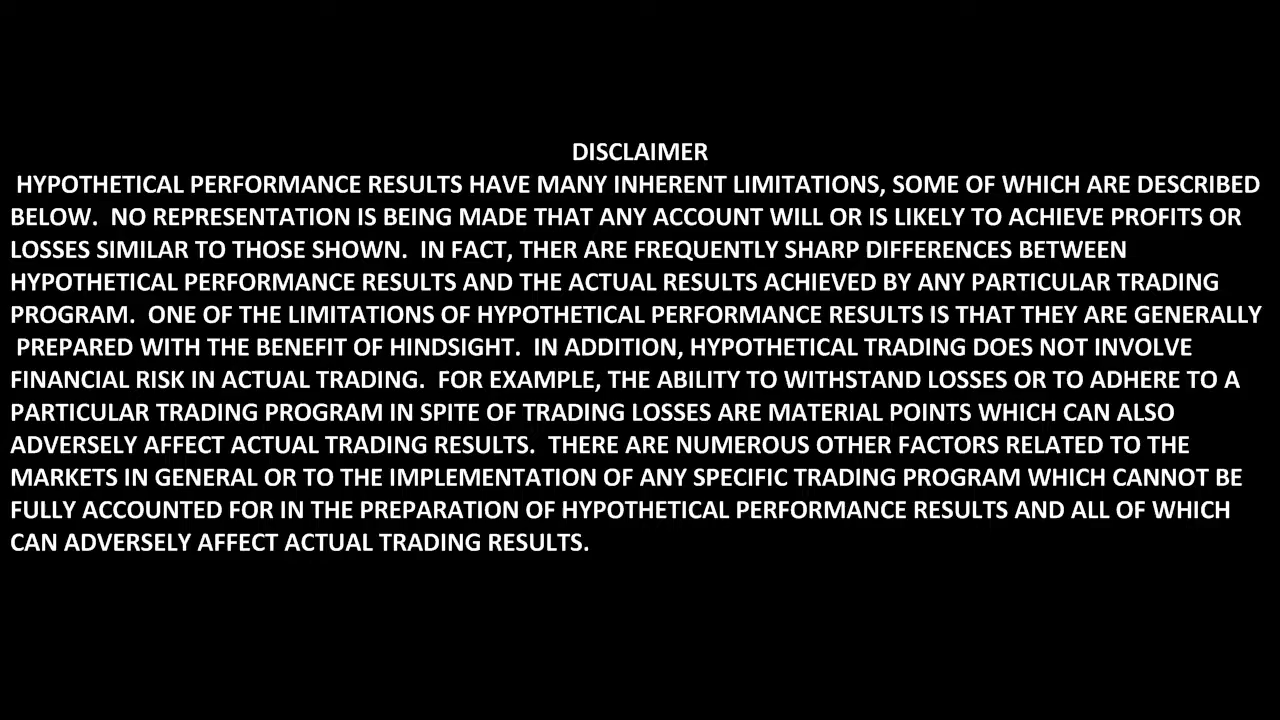 DISCLAIMER
HYPOTHETICAL PERFORMANCE RESULTS HAVE MANY INHERENT LIMITATIONS, SOME OF WHICH ARE DESCRIBED
BELOW.  NO REPRESENTATION IS BEING MADE THAT ANY ACCOUNT WILL OR IS LIKELY TO ACHIEVE PROFITS OR
LOSSES SIMILAR TO THOSE SHOWN.  IN FACT, THER ARE FREQUENTLY SHARP DIFFERENCES BETWEEN
HYPOTHETICAL PERFORMANCE RESULTS AND THE ACTUAL RESULTS ACHIEVED BY ANY PARTICULAR TRADING
PROGRAM.  ONE OF THE LIMITATIONS OF HYPOTHETICAL PERFORMANCE RESULTS IS THAT THEY ARE GENERALLY
PREPARED WITH THE BENEFIT OF HINDSIGHT.  IN ADDITION, HYPOTHETICAL TRADING DOES NOT INVOLVE
FINANCIAL RISK IN ACTUAL TRADING.  FOR EXAMPLE, THE ABILITY TO WITHSTAND LOSSES OR TO ADHERE TO A
PARTICULAR TRADING PROGRAM IN SPITE OF TRADING LOSSES ARE MATERIAL POINTS WHICH CAN ALSO
ADVERSELY AFFECT ACTUAL TRADING RESULTS.  THERE ARE NUMEROUS OTHER FACTORS RELATED TO THE
MARKETS IN GENERAL OR TO THE IMPLEMENTATION OF ANY SPECIFIC TRADING PROGRAM WHICH CANNOT BE
FULLY ACCOUNTED FOR IN THE PREPARATION OF HYPOTHETICAL PERFORMANCE RESULTS AND ALL OF WHICH
CAN ADVERSELY AFFECT ACTUAL TRADING RESULTS.